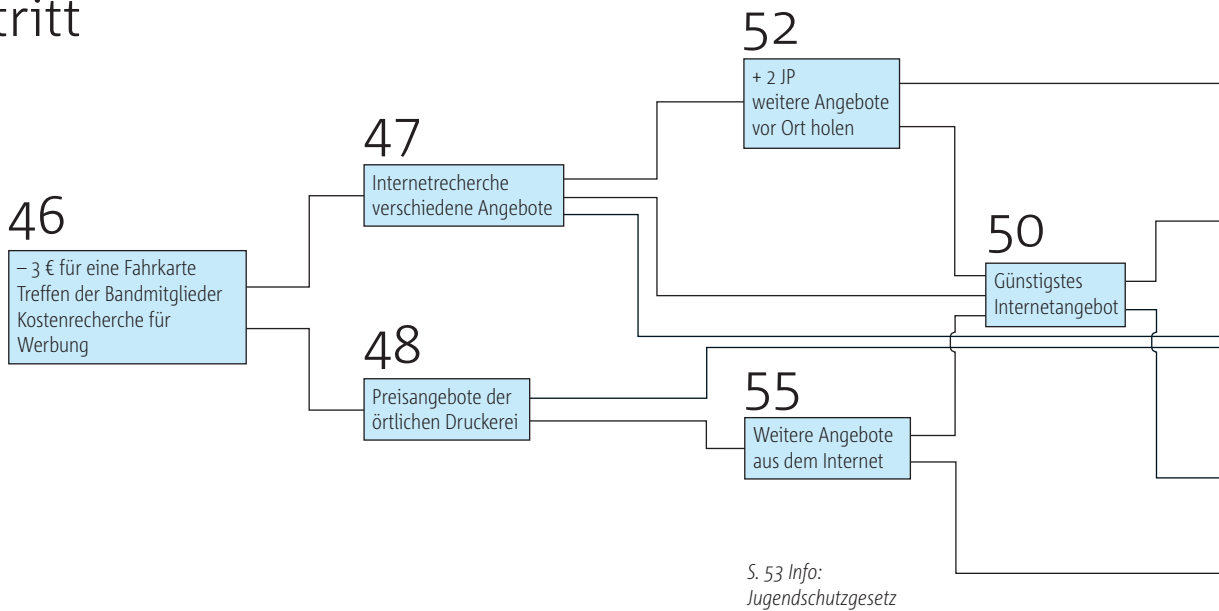 46
– 3 € für eine Fahrkarte
Treffen der Bandmitglieder
Kostenrecherche für
Werbung
47
Internetrecherche
verschiedene Angebote
48
Preisangebote der
örtlichen Druckerei
52
+ 2 JP
weitere Angebote
vor Ort holen
50
Günstigstes
Internetangebot
55
Weitere Angebote
aus dem Internet
S. 53 Info:
Jugendschutzgesetz